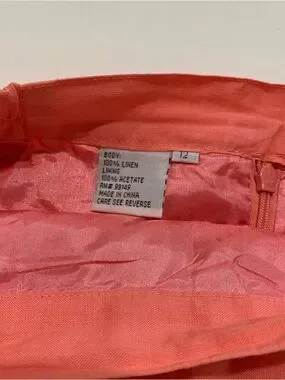 BODY:
100% LINEN
LINING
100% ACETATE
RN# 99149
MADE IN CHINA
CARE SEE REVERSE
12